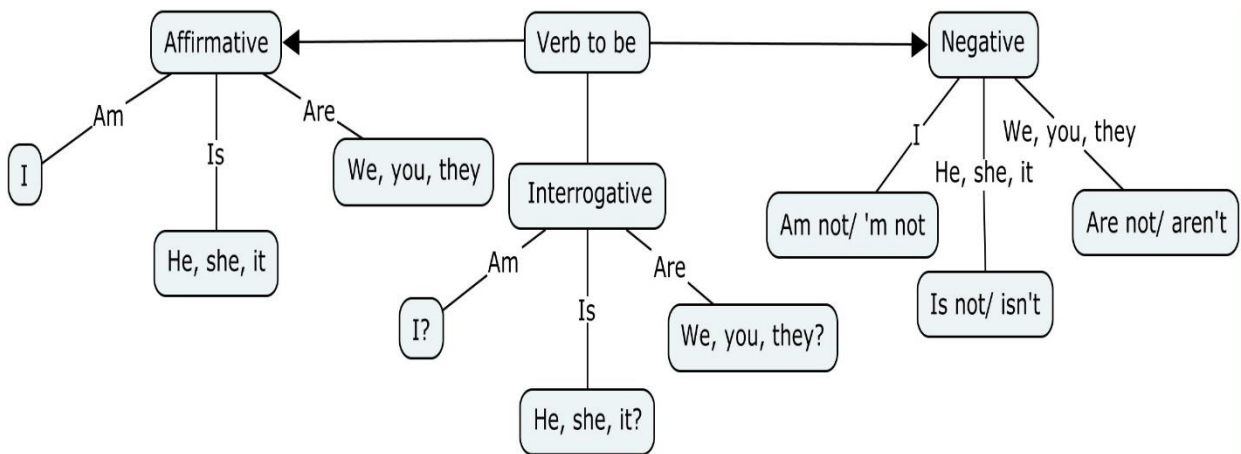 Affirmative
Verb to be
Negative
Am
Is
Are
I
We, you, they
He, she, it
Interrogative
Am
Is
Are
I?
We, you, they?
He, she, it?
I
He, she, it
We, you, they
Am not/ 'm not
Is not/ isn't
Are not/ aren't